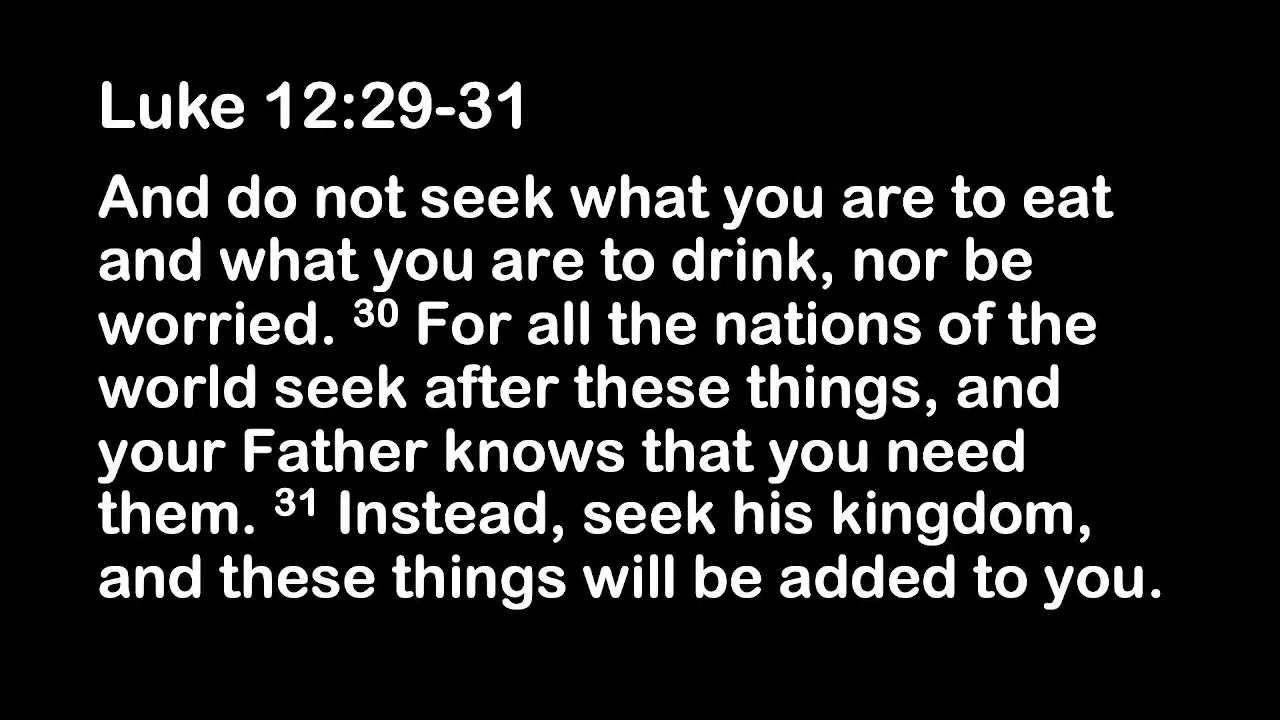 Luke 12:29-31
And do not seek what you are to eat
and what you are to drink, nor be
worried. 30 For all the nations of the
world seek after these things, and
your Father knows that you need
them. 31 Instead, seek his kingdom,
and these things will be added to you.